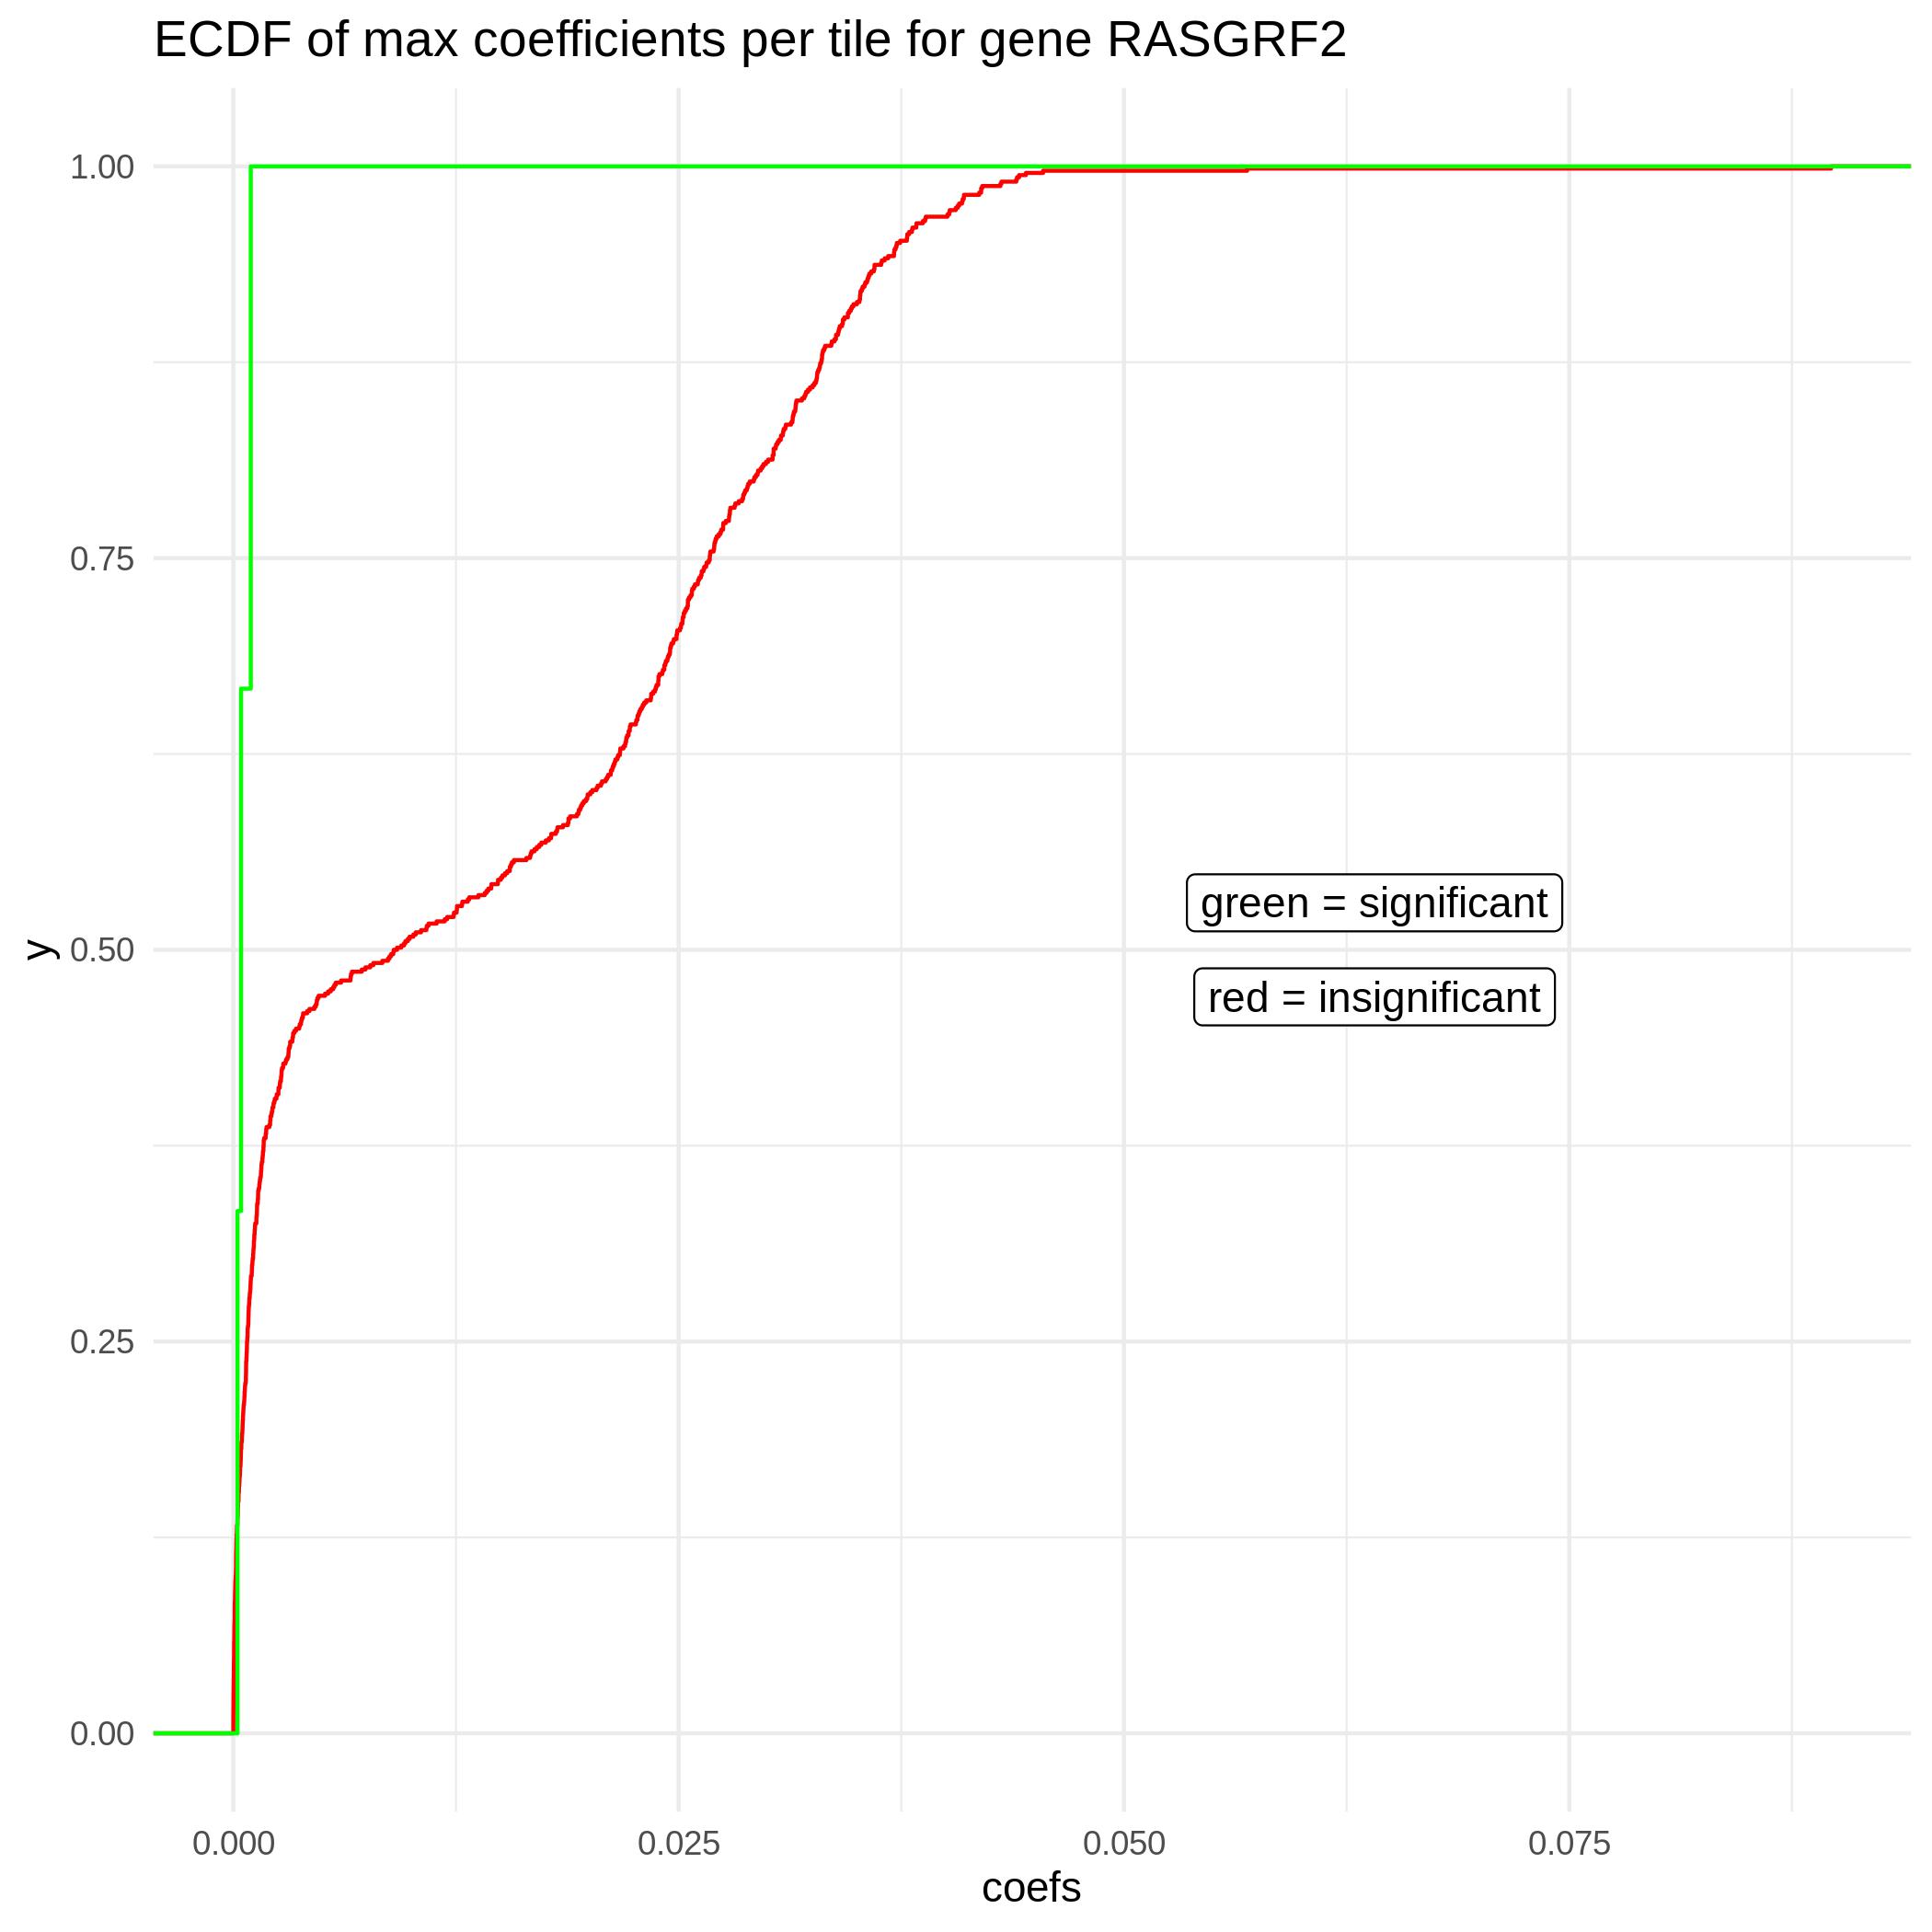 ECDF of max coefficients per tile for gene RASGRF2
1.00
0.75
0.50
0.25
0.00
y
green = significant
red = insignificant
0.000 0.025 0.050 0.075
coefs